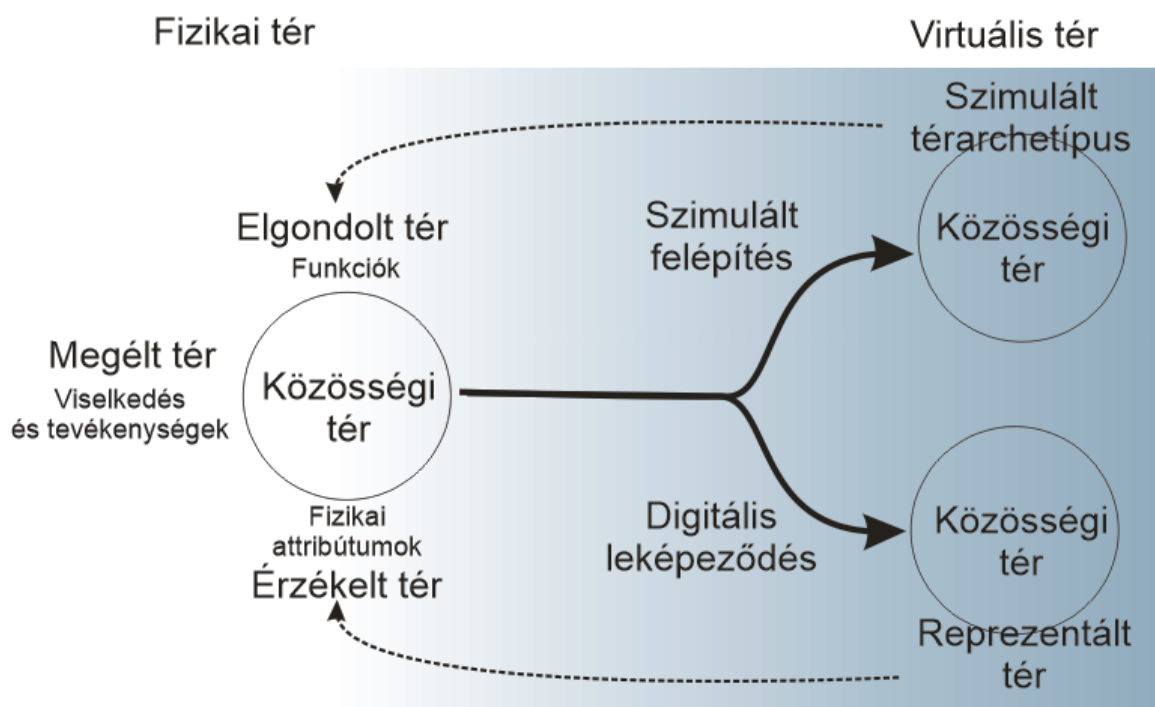 Fizikai tér
Virtuális tér
Szimulált
térarchetípus
Elgondolt tér
Funkciók
Szimulált
felépítés
Közösségi
tér
Megélt tér
Viselkedés
és tevékenységek
Közösségi
tér
Fizikai
attribútumok
Érzékelt tér
Digitális
leképeződés
Közösségi
tér
Reprezentált
tér